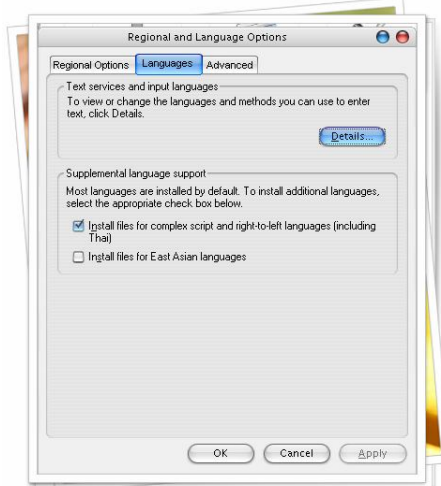 Regional and Language Options
Regional Options Languages Advanced
Text services and input languages
To view or change the languages and methods you can use to enter
text, click Details.
Details...
Supplemental language support
Most languages are installed by default. To install additional languages,
select the appropriate check box below.
Install files for complex script and right-to-left languages (including
Thai)
Install files for East Asian languages
OK Cancel Apply